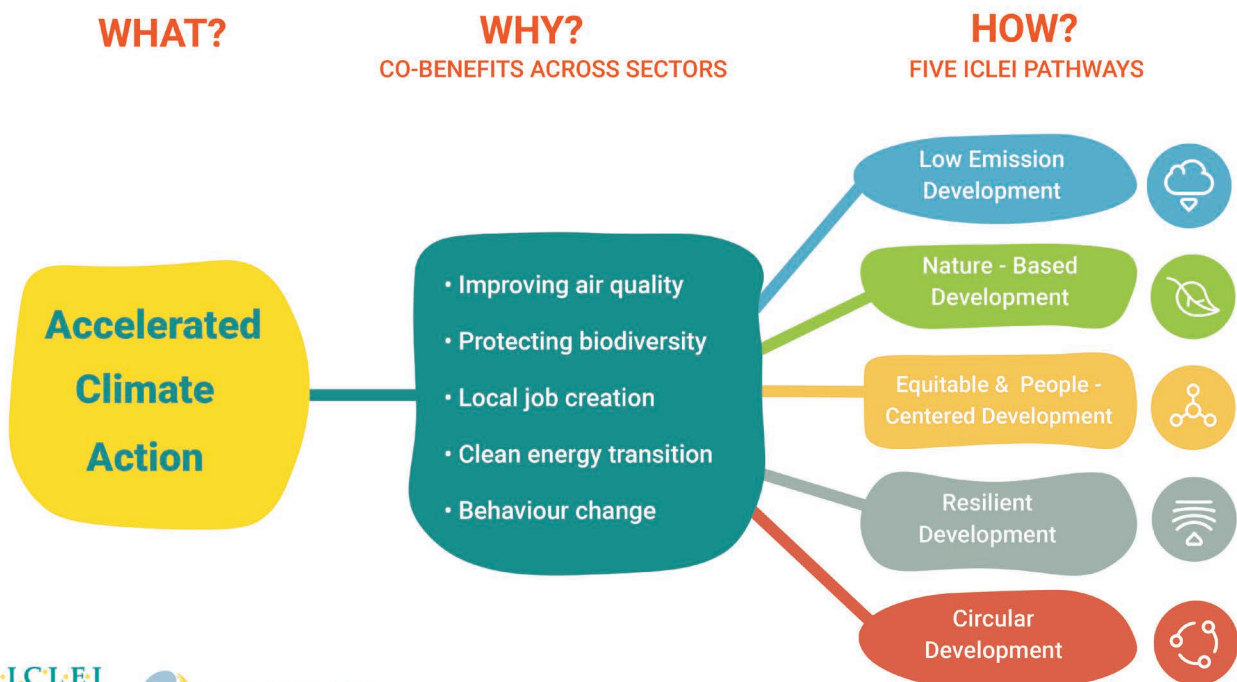 WHAT?
WHY?
CO-BENEFITS ACROSS SECTORS
HOW?
FIVE ICLEI PATHWAYS
Accelerated
Climate
Action
• Improving air quality
• Protecting biodiversity
• Local job creation
• Clean energy transition
• Behaviour change
Low Emission
Development
Nature - Based
Development
Equitable & People -
Centered Development
Resilient
Development
Circular
Development
·I·C·L·E·I